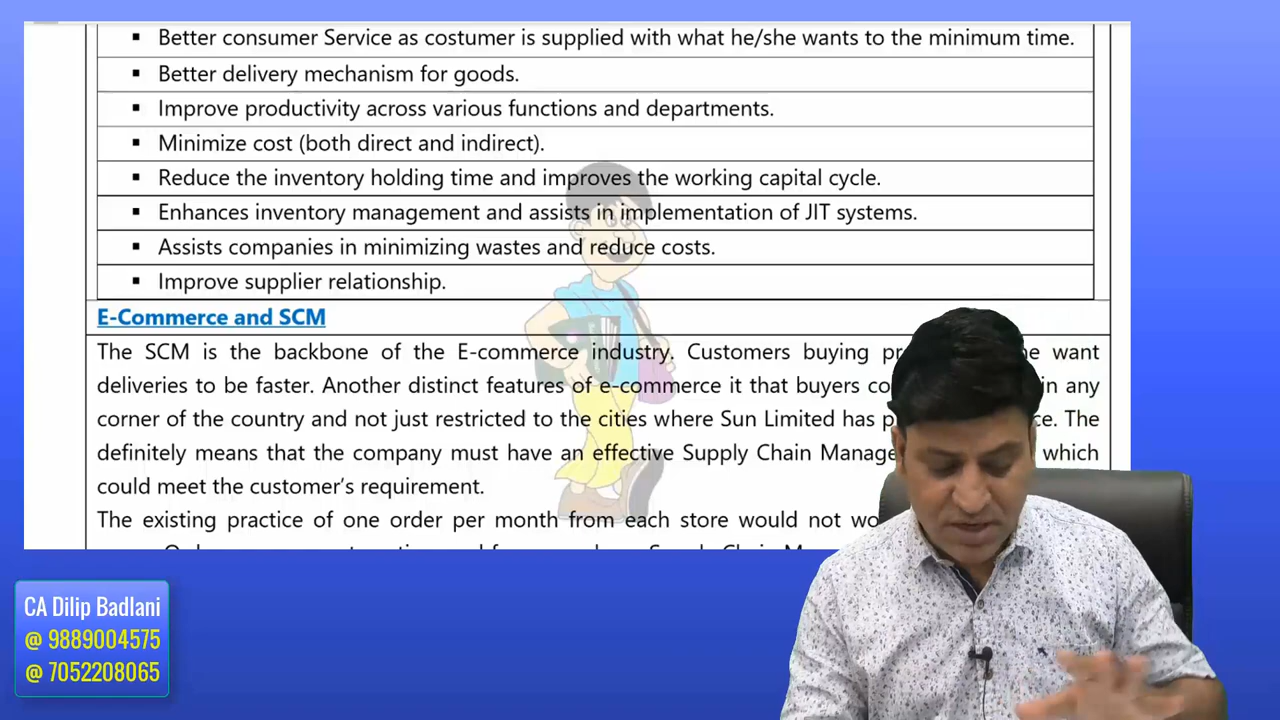 ▪ Better consumer Service as costumer is supplied with what he/she wants to the minimum time.
▪ Better delivery mechanism for goods.
▪ Improve productivity across various functions and departments.
▪ Minimize cost (both direct and indirect).
▪ Reduce the inventory holding time and improves the working capital cycle.
▪ Enhances inventory management and assists in implementation of JIT systems.
▪ Assists companies in minimizing wastes and reduce costs.
▪ Improve supplier relationship.
E-Commerce and SCM
The SCM is the backbone of the E-commerce industry. Customers buying want
deliveries to be faster. Another distinct features of e-commerce it that buyers in any
corner of the country and not just restricted to the cities where Sun Limited has The
definitely means that the company must have an effective Supply Chain which
could meet the customer's requirement.
The existing practice of one order per month from each store would not
CA Dilip Badlani
@ 9889004575
@ 7052208065